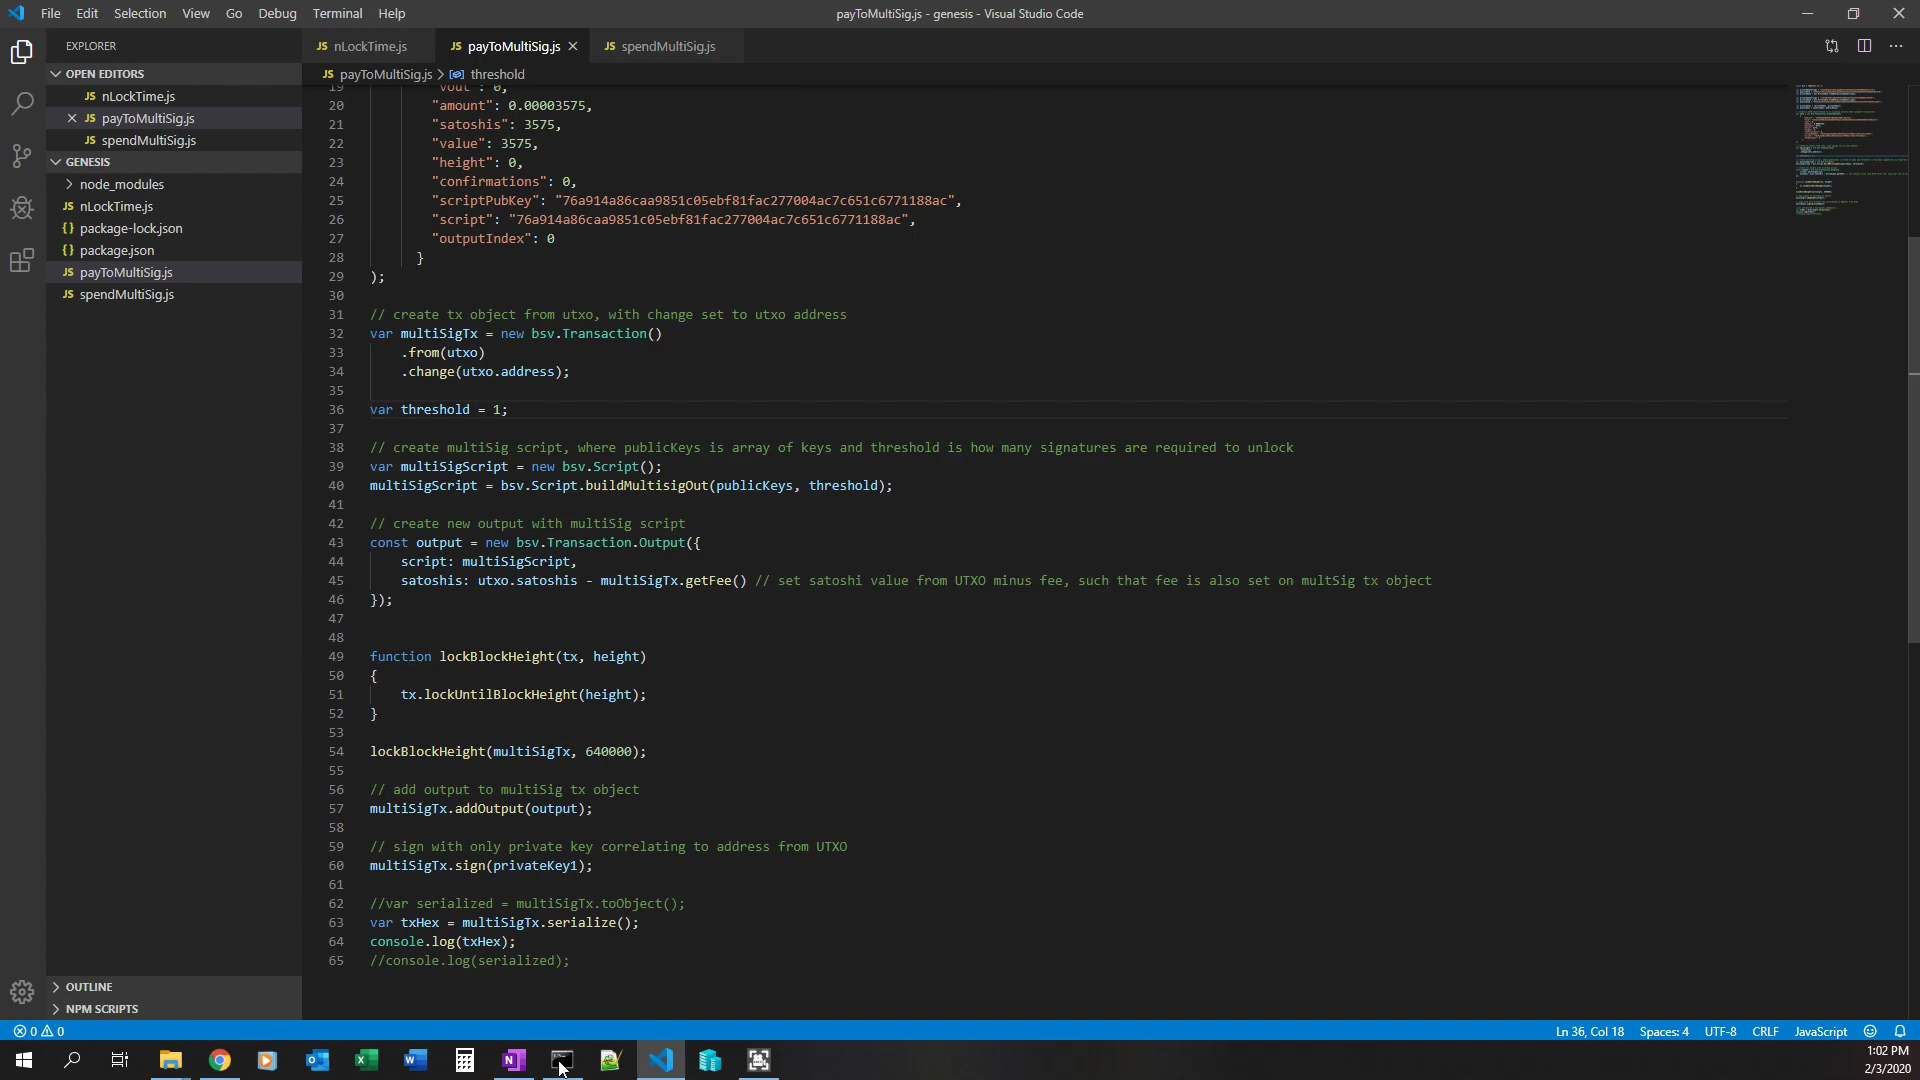 File Edit Selection View Go Debug Terminal Help
payToMultiSig.js - genesis - Visual Studio Code
EXPLORER
OPEN EDITORS
JS nLockTime.js
JS payToMultiSig.js
JS spendMultiSig.js
GENESIS
node_modules
JS nLockTime.js
{} package-lock.json
{} package.json
JS payToMultiSig.js
JS spendMultiSig.js
OUTLINE
NPM SCRIPTS
JS nLockTime.js JS payToMultiSig.js JS spendMultiSig.js
JS payToMultiSig.js > threshold
19 "vout": 0,
20 "amount": 0.00003575,
21 "satoshis": 3575,
22 "value": 3575,
23 "height": 0,
24 "confirmations": 0,
25 "scriptPubKey": "76a914a86caa9851c05ebf81fac277004ac7c651c6771188ac",
26 "script": "76a914a86caa9851c05ebf81fac277004ac7c651c6771188ac",
27 "outputIndex": 0
28 }
29 );
30
31 // create tx object from utxo, with change set to utxo address
32 var multiSigTx = new bsv.Transaction()
33 .from(utxo)
34 .change(utxo.address);
35
36 var threshold = 1;
37
38 // create multiSig script, where publicKeys is array of keys and threshold is how many signatures are required to unlock
39 var multiSigScript = new bsv.Script();
40 multiSigScript = bsv.Script.buildMultisigOut(publicKeys, threshold);
41
42 // create new output with multiSig script
43 const output = new bsv.Transaction.Output({
44 script: multiSigScript,
45 satoshis: utxo.satoshis - multiSigTx.getFee() // set satoshi value from UTXO minus fee, such that fee is also set on multSig tx object
46 });
47
48
49 function lockBlockHeight(tx, height)
50 {
51 tx.lockUntilBlockHeight(height);
52 }
53
54 lockBlockHeight(multiSigTx, 640000);
55
56 // add output to multiSig tx object
57 multiSigTx.addOutput(output);
58
59 // sign with only private key correlating to address from UTXO
60 multiSigTx.sign(privateKey1);
61
62 //var serialized = multiSigTx.toObject();
63 var txHex = multiSigTx.serialize();
64 console.log(txHex);
65 //console.log(serialized);
0 0
Ln 36, Col 18 Spaces: 4 UTF-8 CRLF JavaScript
1:02 PM
2/3/2020